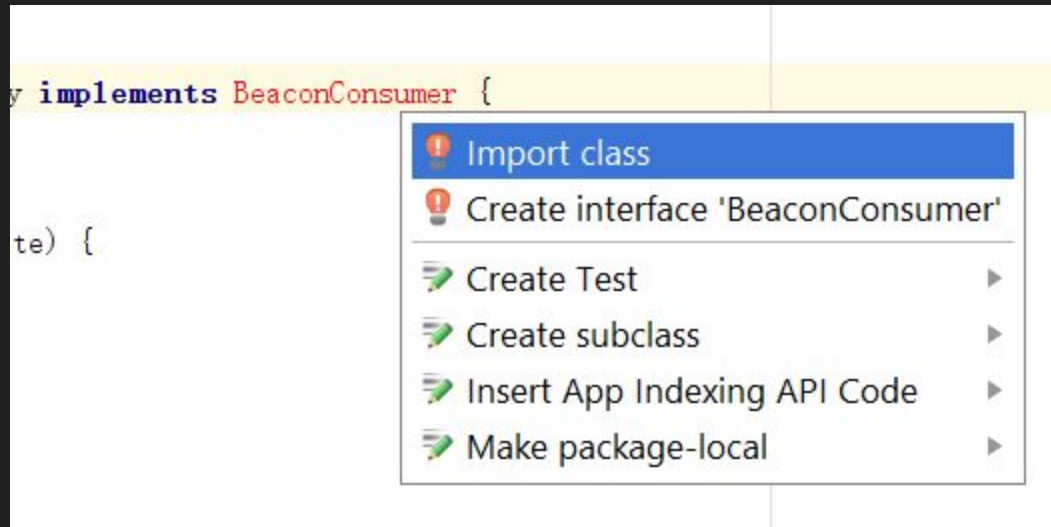 y implements BeaconConsumer {
Import class
Create interface 'BeaconConsumer'
te) {
Create Test
Create subclass
Insert App Indexing API Code
Make package-local